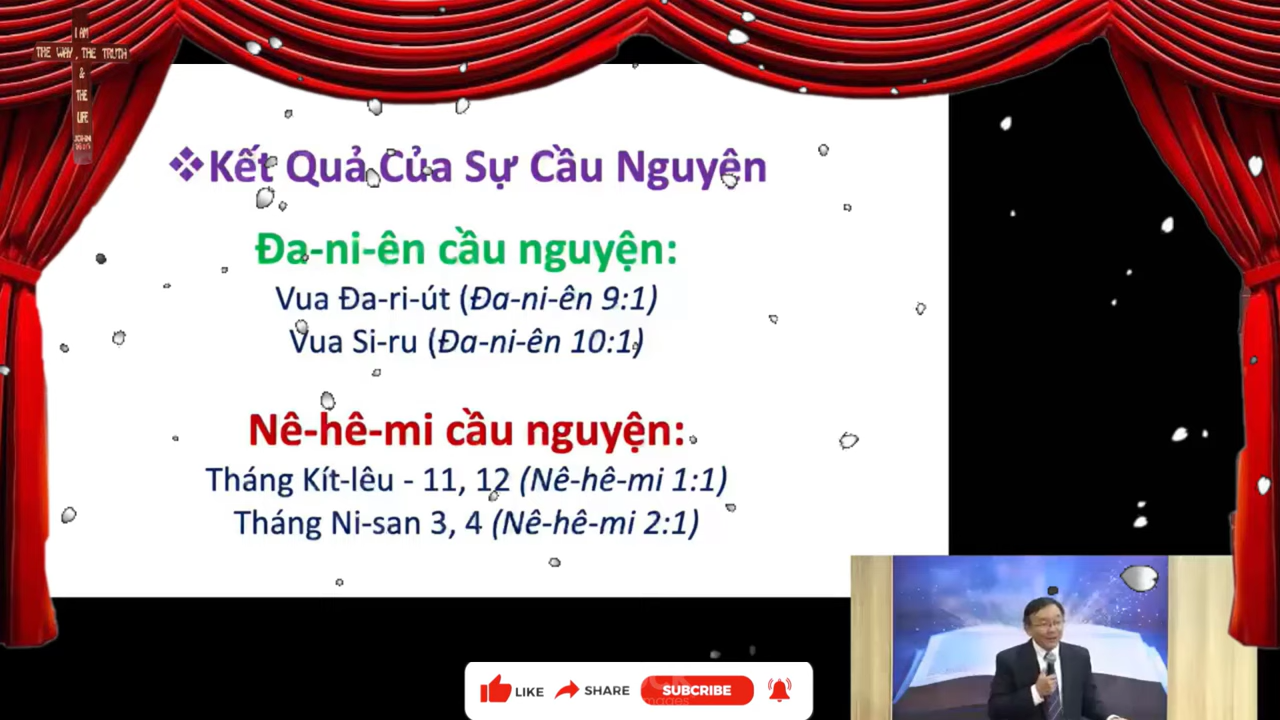 I AM
THE WAY, THE TRUTH
&
THE
LIFE
❖Kết Quả Của Sự Cầu Nguyện
Đa-ni-ên cầu nguyện:
Vua Đa-ri-út (Đa-ni-ên 9:1)
Vua Si-ru (Đa-ni-ên 10:1)
Nê-hê-mi cầu nguyện:
Tháng Kít-lêu - 11, 12 (Nê-hê-mi 1:1)
Tháng Ni-san 3, 4 (Nê-hê-mi 2:1)
LIKE SHARE SUBSCRIBE